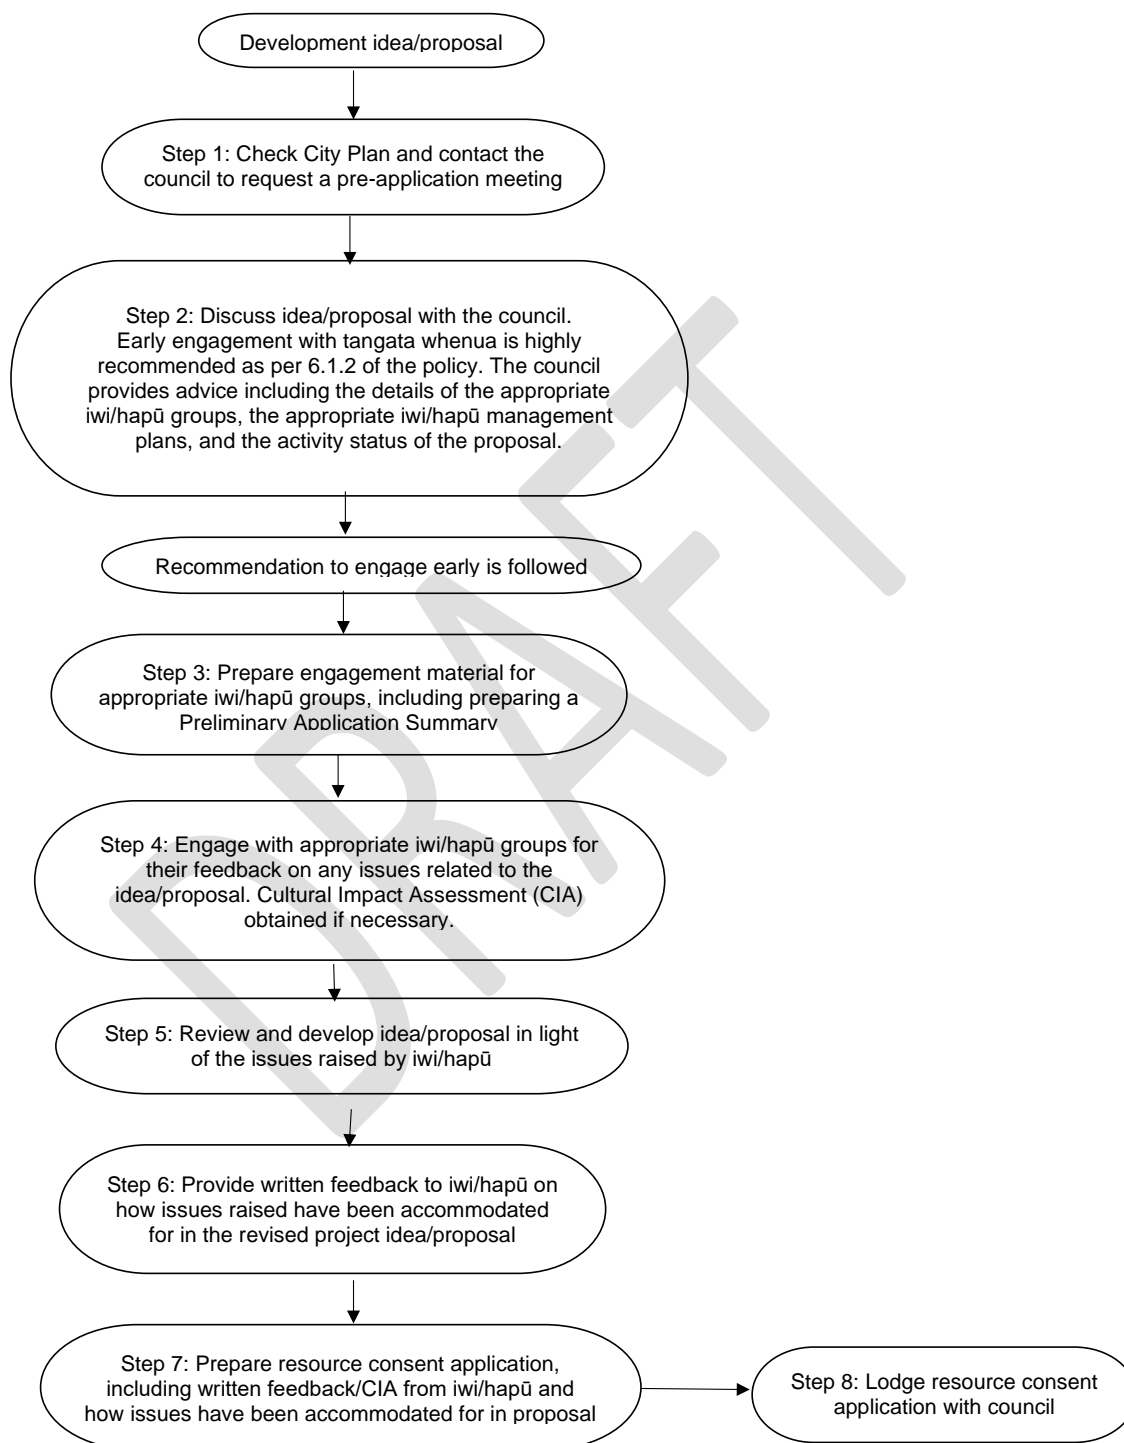 Development idea/proposal
Step 1: Check City Plan and contact the
council to request a pre-application meeting
Step 2: Discuss idea/proposal with the council.
Early engagement with tangata whenua is highly
recommended as per 6.1.2 of the policy. The council
provides advice including the details of the appropriate
iwi/hapū groups, the appropriate iwi/hapū management
plans, and the activity status of the proposal.
Recommendation to engage early is followed
Step 3: Prepare engagement material for
appropriate iwi/hapū groups, including preparing a
Preliminary Application Summary
Step 4: Engage with appropriate iwi/hapū groups for
their feedback on any issues related to the
idea/proposal. Cultural Impact Assessment (CIA)
obtained if necessary.
Step 5: Review and develop idea/proposal in light
of the issues raised by iwi/hapū
Step 6: Provide written feedback to iwi/hapū on
how issues raised have been accommodated
for in the revised project idea/proposal
Step 7: Prepare resource consent application,
including written feedback/CIA from iwi/hapū and
how issues have been accommodated for in proposal
Step 8: Lodge resource consent
application with council
DRAFT